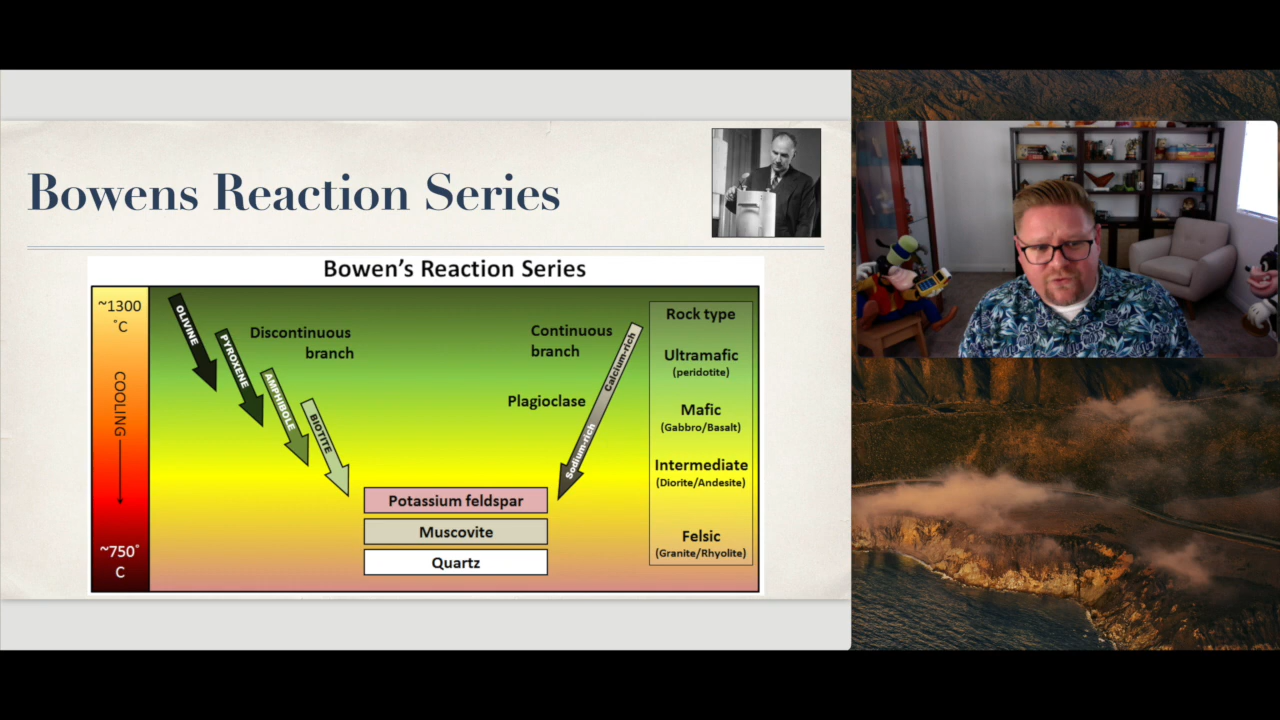 Bowens Reaction Series
Bowen’s Reaction Series
~1300
°C
COOLING
~750°
C
OLIVINE
PYROXENE
AMPHIBOLE
BIOTITE
Discontinuous
branch
Continuous
branch
Plagioclase
Calcium-rich
Sodium-rich
Potassium feldspar
Muscovite
Quartz
Rock type
Ultramafic
(peridotite)
Mafic
(Gabbro/Basalt)
Intermediate
(Diorite/Andesite)
Felsic
(Granite/Rhyolite)